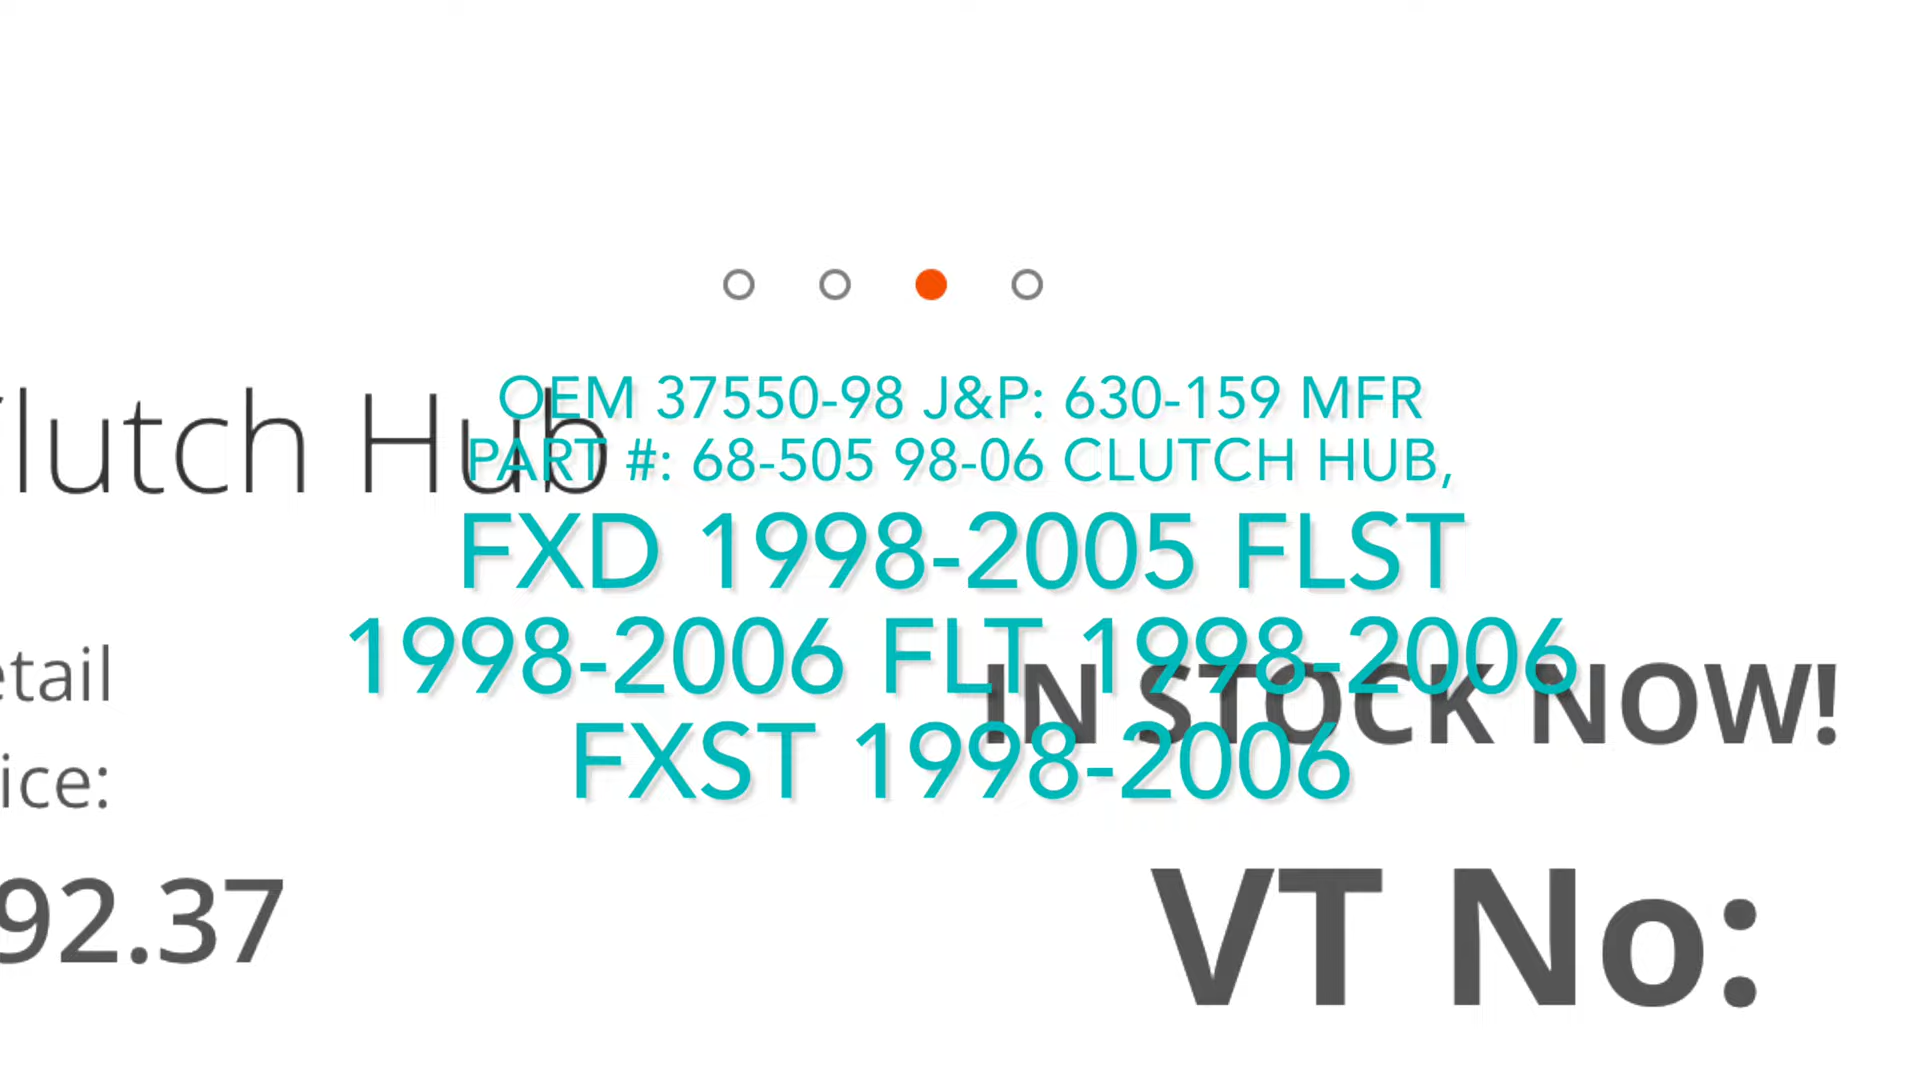 OEM 37550-98 J&P: 630-159 MFR
PART #: 68-505 98-06 CLUTCH HUB,
FXD 1998-2005 FLST
1998-2006 FLT 1998-2006
FXST 1998-2006
lutch Hub
etail
ice:
92.37
IN STOCK NOW!
VT No: